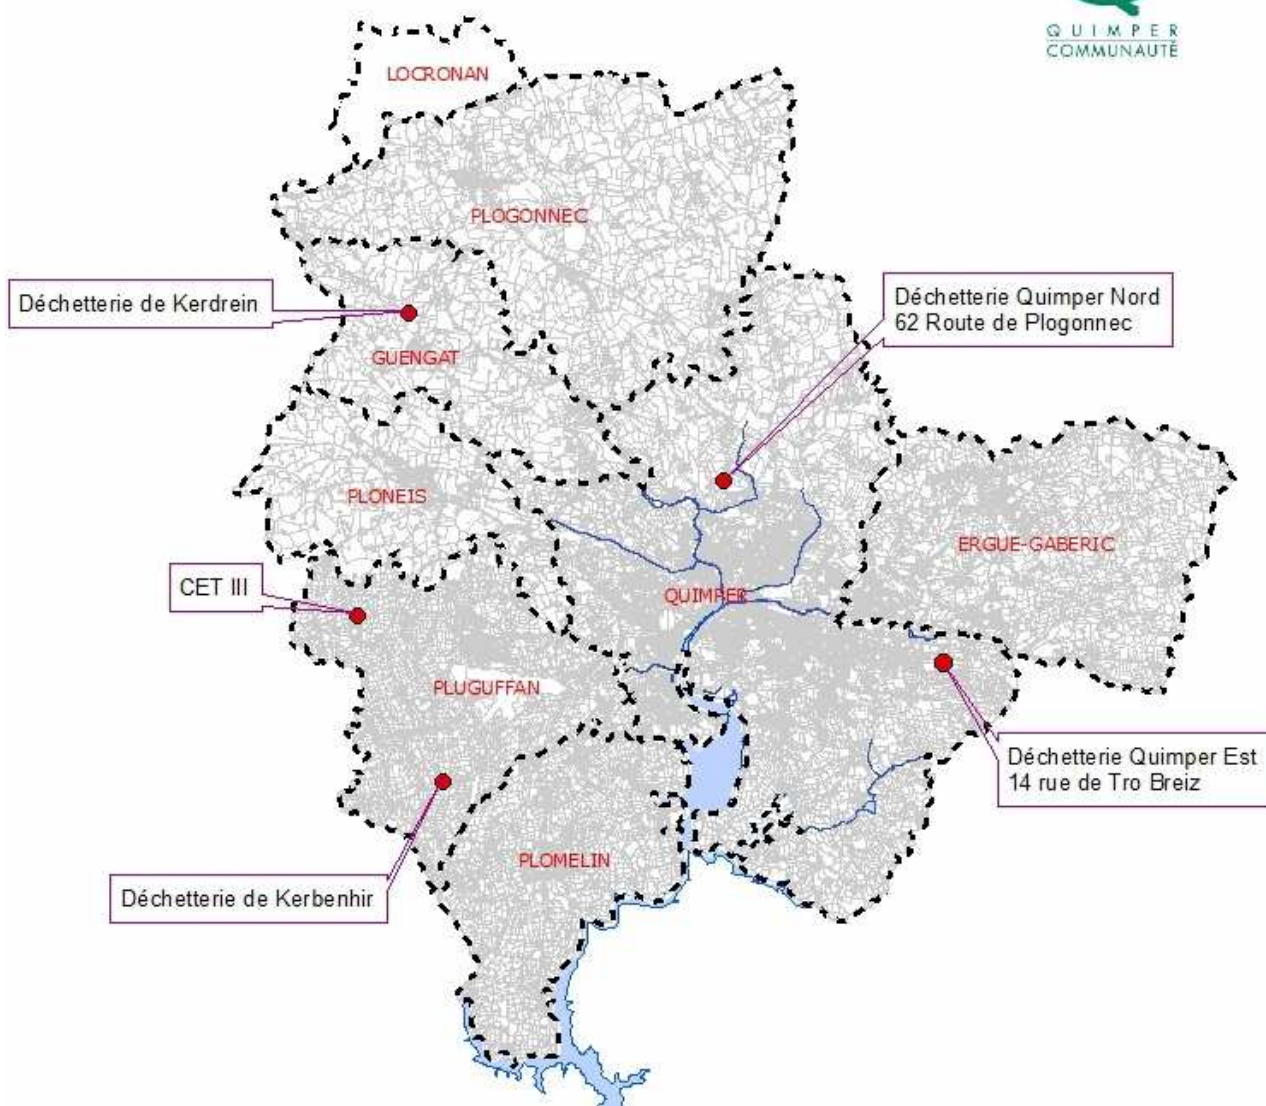 QUIMPER
COMMUNAUTÉ
LOCRONAN
PLOGONNEC
Déchetterie de Kerdrein
Déchetterie Quimper Nord
62 Route de Plogonnec
GUENGAT
PLONEIS
ERGUE-GABERIC
CET III
QUIMPER
PLUGUFFAN
Déchetterie Quimper Est
14 rue de Tro Breiz
PLOMELIN
Déchetterie de Kerbenhir